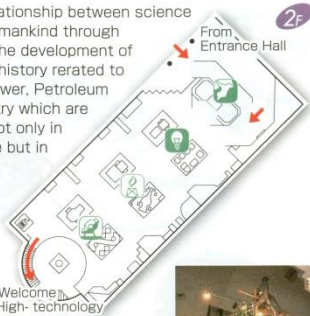 ationship between science
mankind through
he development of
history rerated to
wer, Petroleum
ry which are
ot only in
e but in
From
Entrance Hall
2F
Welcome
High- technology